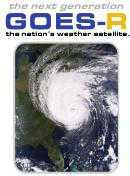 the next generation
GOES-R
the nation's weather satellite.